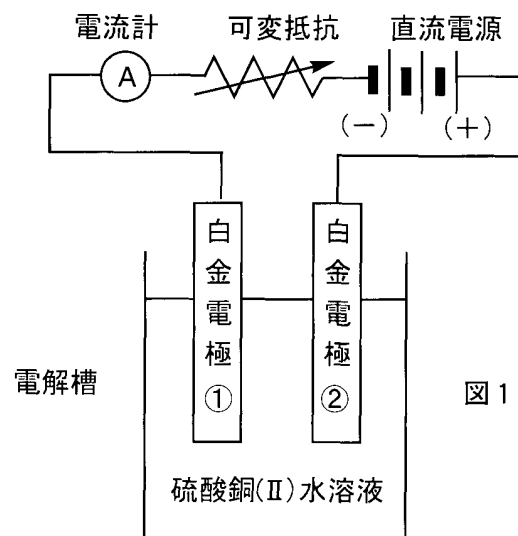 電流計 可変抵抗 直流電源
A
(−) (+)
白金電極① 白金電極②
電解槽
図1
硫酸銅(Ⅱ)水溶液